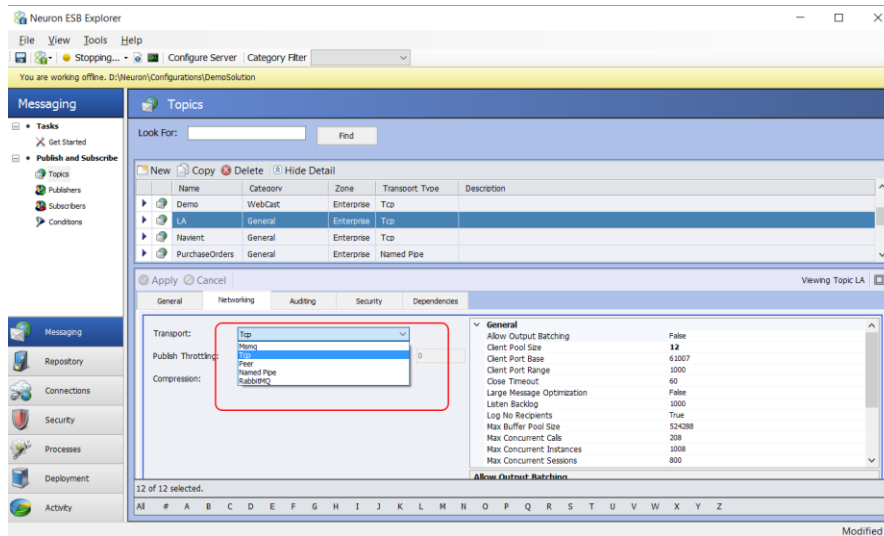 Neuron ESB Explorer
File View Tools Help
Stopping... Configure Server Category Filter
You are working offline. D:\Neuron\Configurations\DemoSolution
Messaging
Tasks
Get Started
Publish and Subscribe
Topics
Publishers
Subscribers
Conditions
Messaging
Repository
Connections
Security
Processes
Deployment
Activity
Topics
Look For: Find
New Copy Delete Hide Detail
Name Category Zone Transport Type Description
Demo WebCast Enterprise Tcp
LA General Enterprise Tcp
Navient General Enterprise Tcp
PurchaseOrders General Enterprise Named Pipe
Apply Cancel Viewing Topic LA
General Networking Auditing Security Dependencies
Transport: Tcp
Msmq
Tcp
Peer
Named Pipe
RabbitMQ
Publish Throttling: 0
Compression:
General
Allow Output Batching False
Client Pool Size 12
Client Port Base 61007
Client Port Range 1000
Close Timeout 60
Large Message Optimization False
Listen Backlog 1000
Log No Recipients True
Max Buffer Pool Size 524288
Max Concurrent Calls 208
Max Concurrent Instances 1008
Max Concurrent Sessions 800
Allow Output Batching
12 of 12 selected.
All # A B C D E F G H I J K L M N O P Q R S T U V W X Y Z
Modified